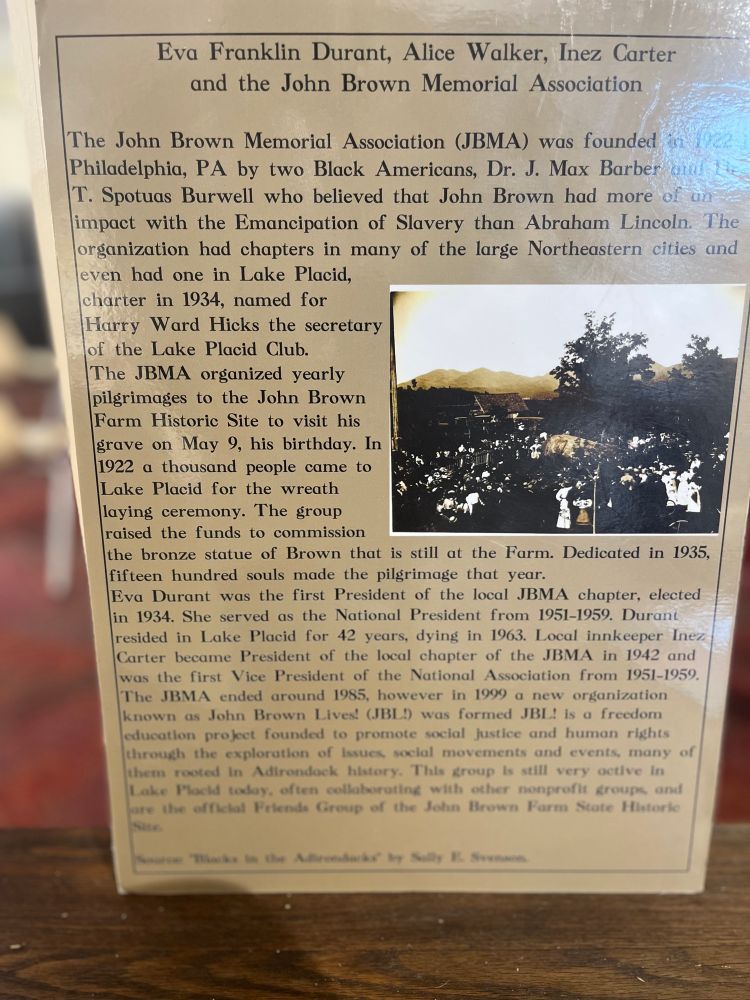 Eva Franklin Durant, Alice Walker, Inez Carter
and the John Brown Memorial Association
The John Brown Memorial Association (JBMA) was founded in 1922
Philadelphia, PA by two Black Americans, Dr. J. Max Barber and
T. Spotuas Burwell who believed that John Brown had more of an
impact with the Emancipation of Slavery than Abraham Lincoln. The
organization had chapters in many of the large Northeastern cities and
even had one in Lake Placid,
charter in 1934, named for
Harry Ward Hicks the secretary
of the Lake Placid Club.
The JBMA organized yearly
pilgrimages to the John Brown
Farm Historic Site to visit his
grave on May 9, his birthday. In
1922 a thousand people came to
Lake Placid for the wreath
laying ceremony. The group
raised the funds to commission
the bronze statue of Brown that is still at the Farm. Dedicated in 1935,
fifteen hundred souls made the pilgrimage that year.
Eva Durant was the first President of the local JBMA chapter, elected
in 1934. She served as the National President from 1951-1959. Durant
resided in Lake Placid for 42 years, dying in 1963. Local innkeeper Inez
Carter became President of the local chapter of the JBMA in 1942 and
was the first Vice President of the National Association from 1951-1959.
The JBMA ended around 1985, however in 1999 a new organization
known as John Brown Lives! (JBL!) was formed JBL! is a freedom
education project founded to promote social justice and human rights
through the exploration of issues, social movements and events, many of
them rooted in Adirondack history. This group is still very active in
Lake Placid today, often collaborating with other nonprofit groups, and
are the official Friends Group of the John Brown Farm State Historic
Site.
Source: "Blacks in the Adirondacks" by Sally E. Svenson.